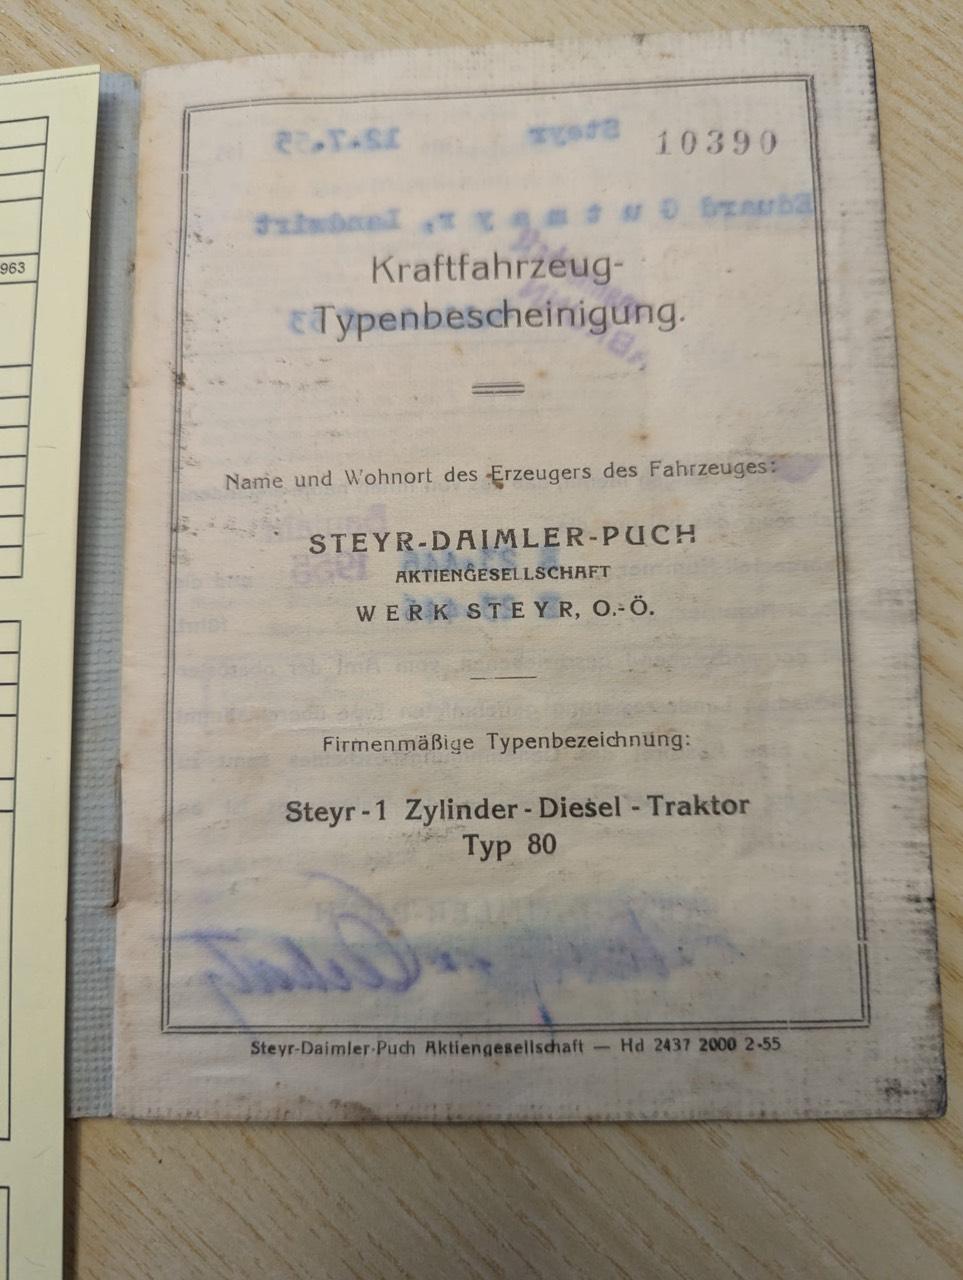 963
12.7.55
Steyr
10390
Eduard Gutmayr, Landwirt
Kraftfahrzeug-
Typenbescheinigung.
Name und Wohnort des Erzeugers des Fahrzeuges:
STEYR-DAIMLER-PUCH
1955
AKTIENGESELLSCHAFT
WERK STEYR, O.-Ö.
Firmenmäßige Typenbezeichnung:
Steyr-1 Zylinder-Diesel-Traktor
Typ 80
Steyr-Daimler-Puch Aktiengesellschaft — Hd 2437 2000 2-55